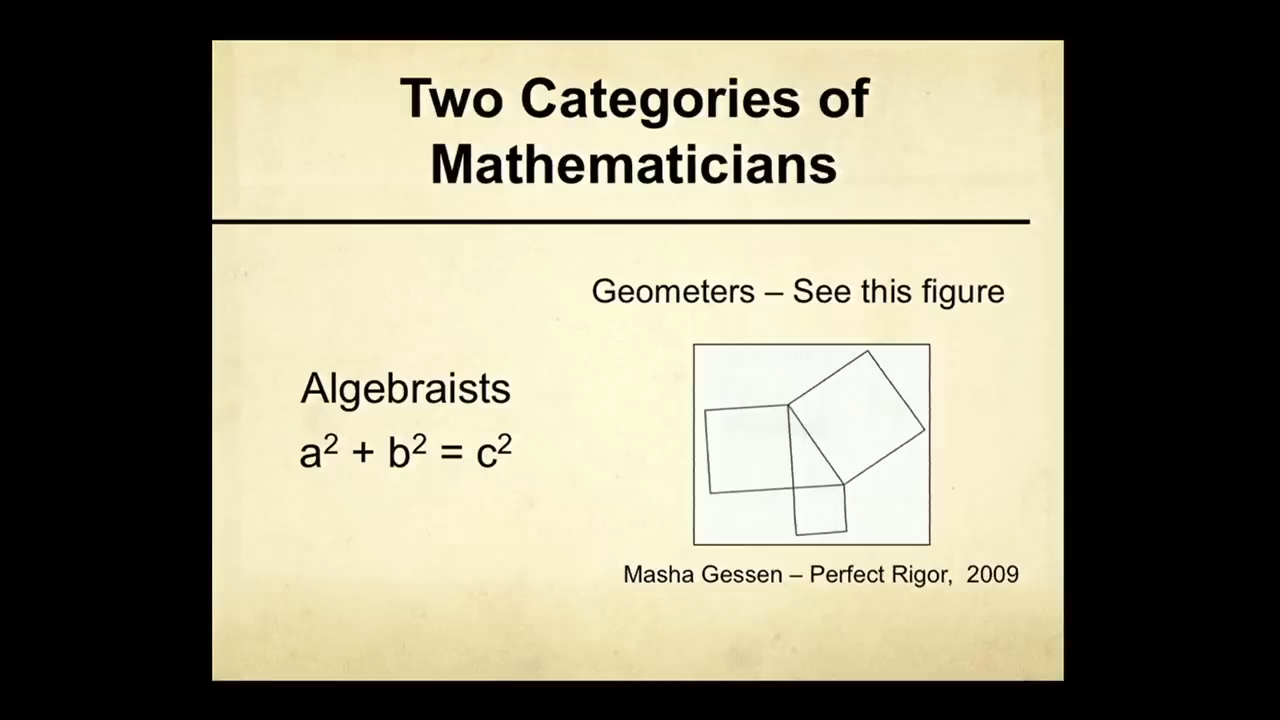 Two Categories of
Mathematicians
Geometers – See this figure
Algebraists
a² + b² = c²
Masha Gessen – Perfect Rigor, 2009